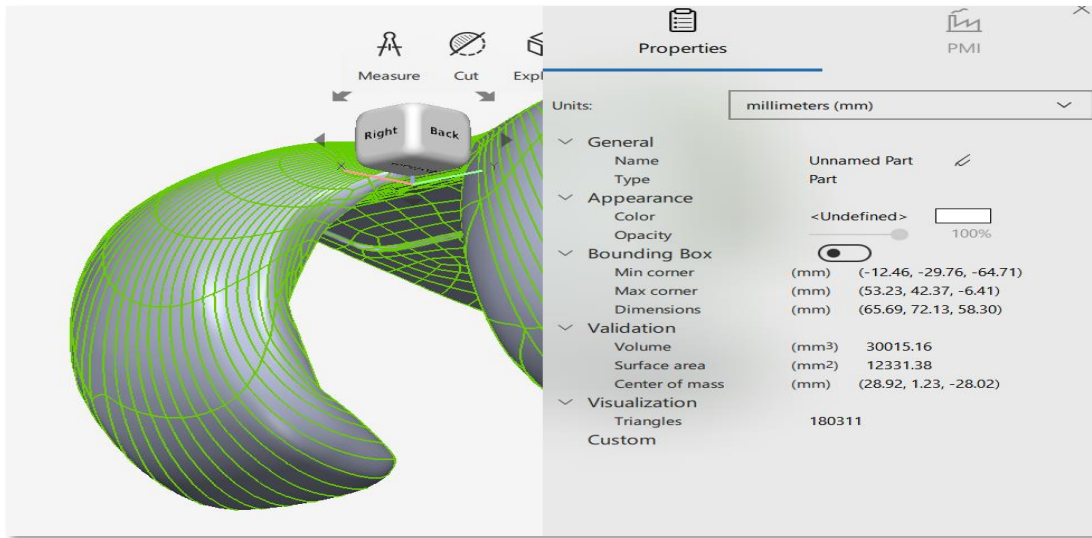 Measure
Cut
Expl
Right
Back
X
Y
Properties
PMI
Units:
millimeters (mm)
General
Name Unnamed Part
Type Part
Appearance
Color <Undefined>
Opacity 100%
Bounding Box
Min corner (mm) (-12.46, -29.76, -64.71)
Max corner (mm) (53.23, 42.37, -6.41)
Dimensions (mm) (65.69, 72.13, 58.30)
Validation
Volume (mm3) 30015.16
Surface area (mm2) 12331.38
Center of mass (mm) (28.92, 1.23, -28.02)
Visualization
Triangles 180311
Custom